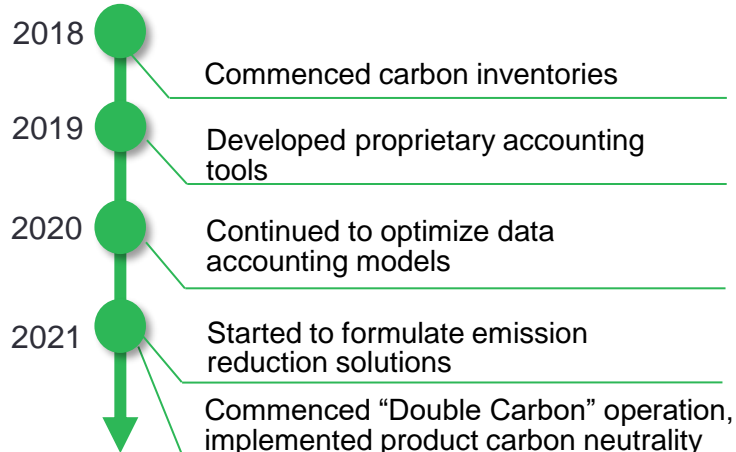 2018
Commenced carbon inventories
2019
Developed proprietary accounting
tools
2020
Continued to optimize data
accounting models
2021
Started to formulate emission
reduction solutions
Commenced “Double Carbon” operation,
implemented product carbon neutrality